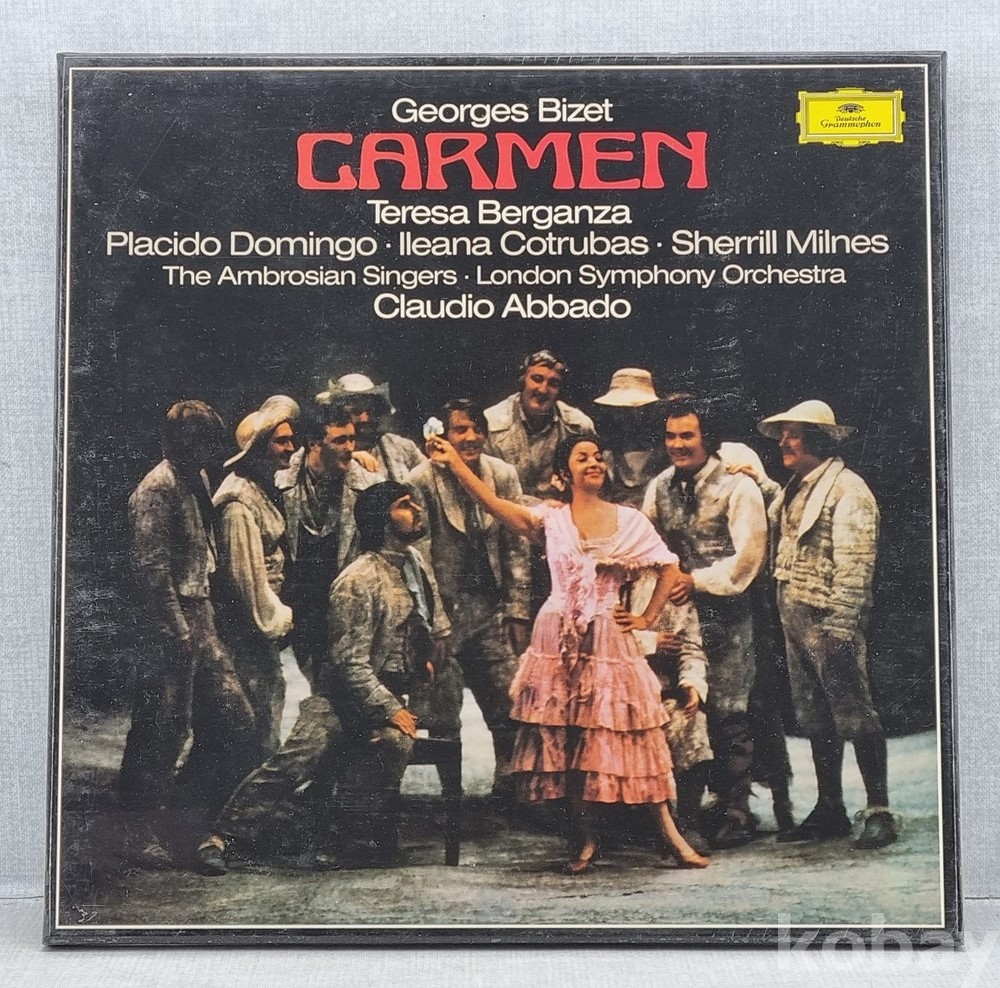 Georges Bizet
CARMEN
Deutsche
Grammophon
Teresa Berganza
Placido Domingo · Ileana Cotrubas · Sherrill Milnes
The Ambrosian Singers · London Symphony Orchestra
Claudio Abbado
kobay